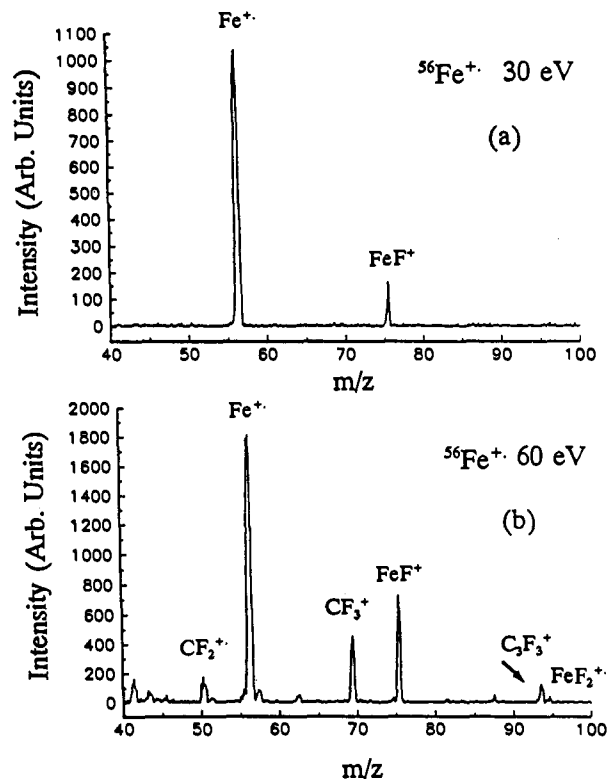 Fe⁺·
1100
1000
900
800
700
600
500
400
300
200
100
0
Intensity (Arb. Units)
⁵⁶Fe⁺· 30 eV
(a)
FeF⁺
40 50 60 70 80 90 100
m/z
2000
1800
1600
1400
1200
1000
800
600
400
200
0
Intensity (Arb. Units)
Fe⁺·
⁵⁶Fe⁺· 60 eV
(b)
FeF⁺
CF₃⁺
CF₂⁺·
C₃F₃⁺
FeF₂⁺·
40 50 60 70 80 90 100
m/z